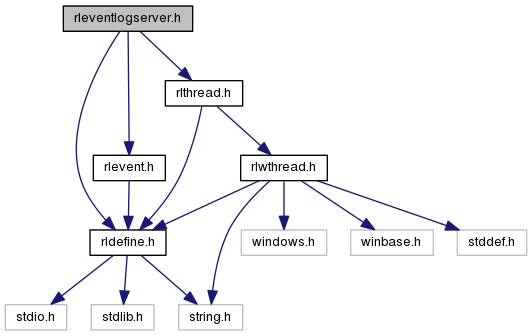 rleventlogserver.h
rlthread.h
rlevent.h
rlwthread.h
rldefine.h
windows.h
winbase.h
stddef.h
stdio.h
stdlib.h
string.h